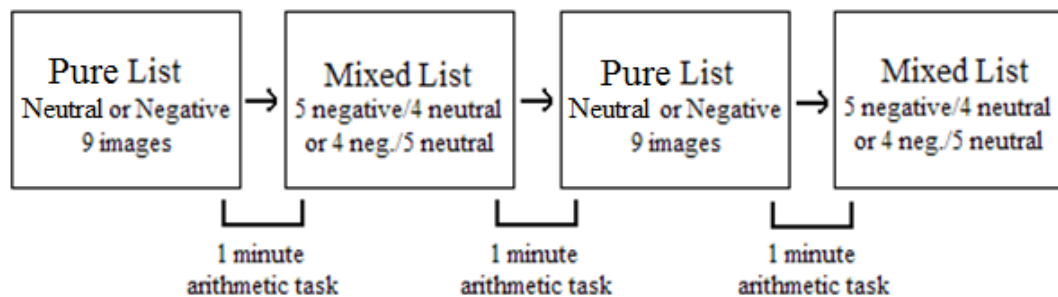 Pure List
Neutral or Negative
9 images
Mixed List
5 negative/4 neutral
or 4 neg./5 neutral
Pure List
Neutral or Negative
9 images
Mixed List
5 negative/4 neutral
or 4 neg./5 neutral
1 minute
arithmetic task
1 minute
arithmetic task
1 minute
arithmetic task